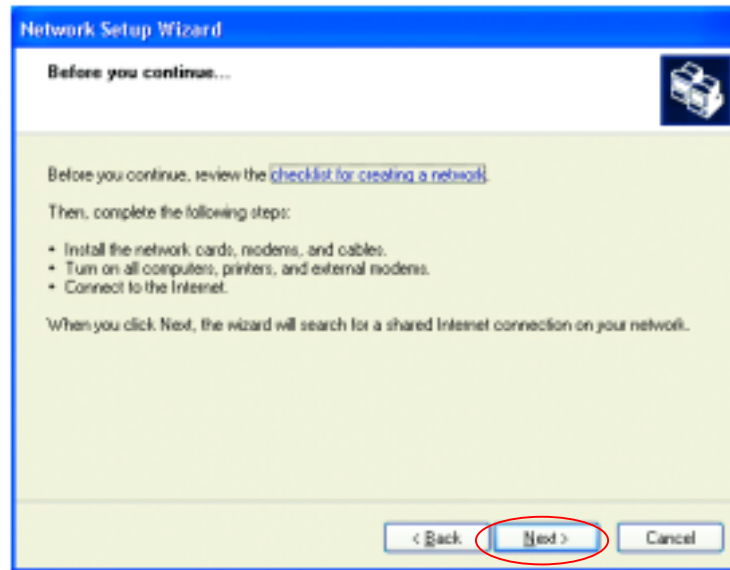 Network Setup Wizard
Before you continue...
Before you continue, review the checklist for creating a network.
Then, complete the following steps:
• Install the network cards, modems, and cables.
• Turn on all computers, printers, and external modems.
• Connect to the Internet.
When you click Next, the wizard will search for a shared Internet connection on your network.
< Back Next > Cancel